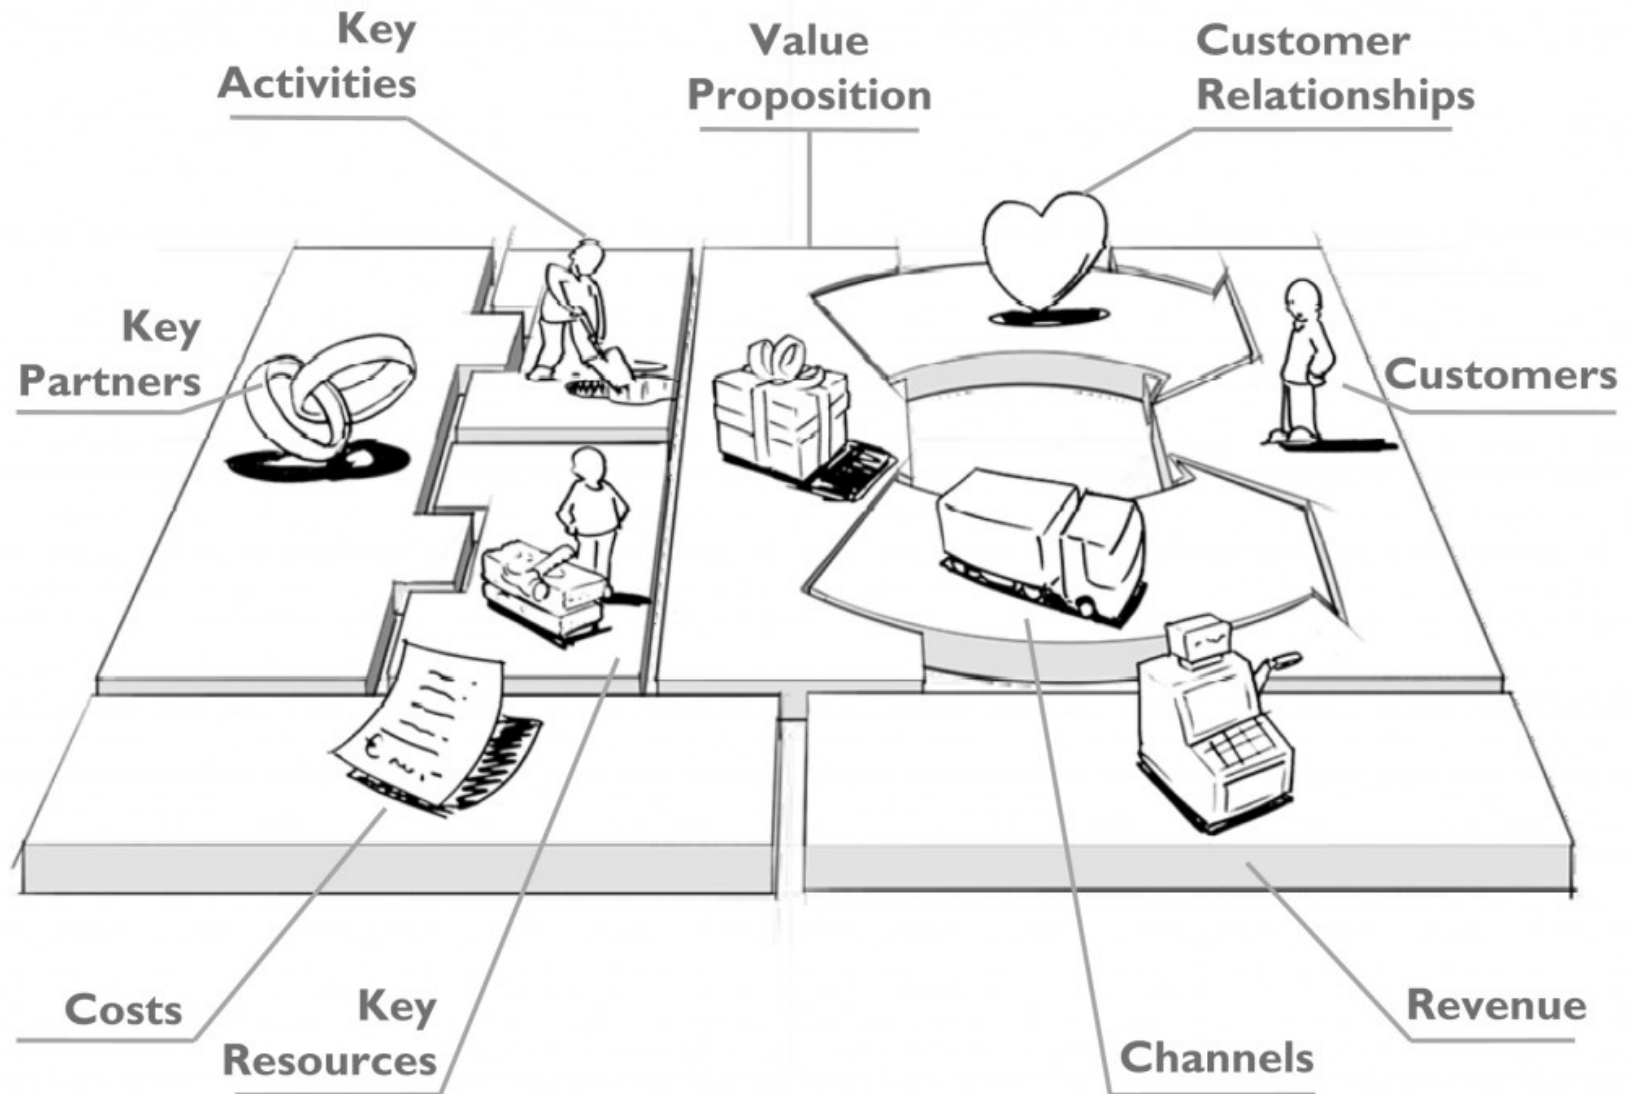 Key
Activities
Value
Proposition
Customer
Relationships
Key
Partners
Customers
Costs
Key
Resources
Channels
Revenue